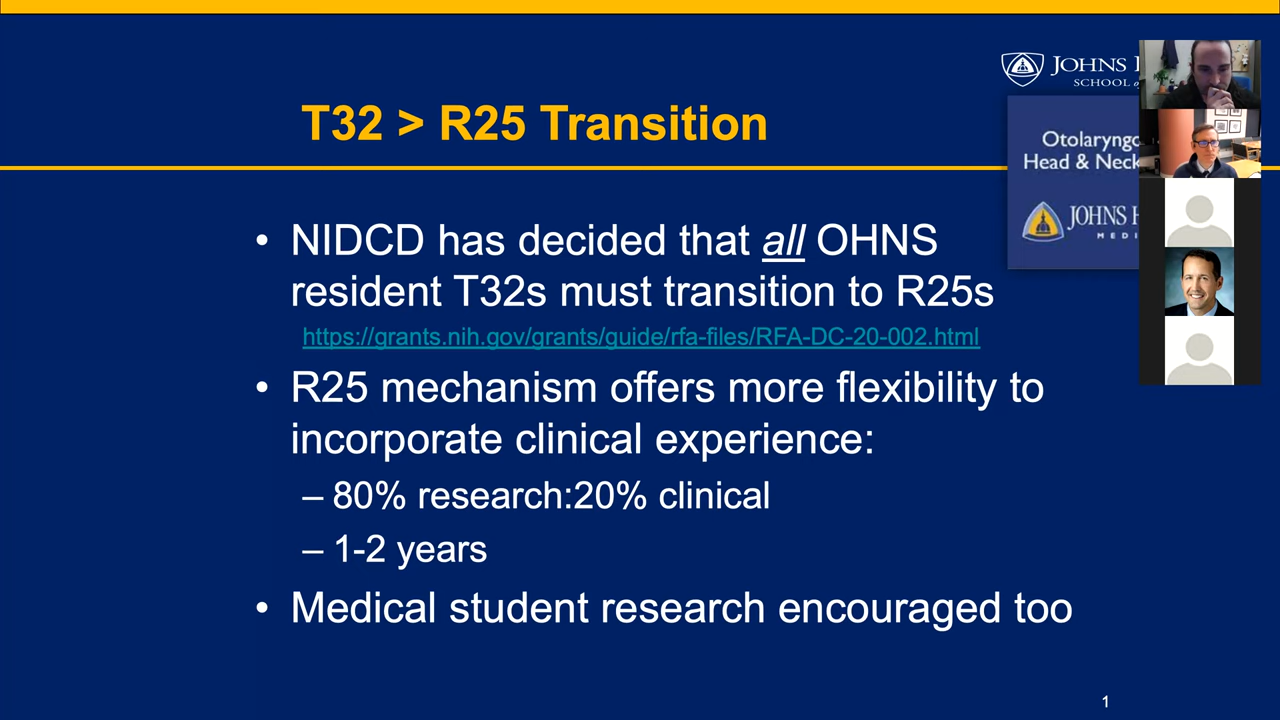 JOHNS
SCHOOL
T32 > R25 Transition
Head & Neck
JOHNS
MEDI
• NIDCD has decided that all OHNS
resident T32s must transition to R25s
https://grants.nih.gov/grants/guide/rfa-files/RFA-DC-20-002.html
• R25 mechanism offers more flexibility to
incorporate clinical experience:
– 80% research:20% clinical
– 1-2 years
• Medical student research encouraged too
1